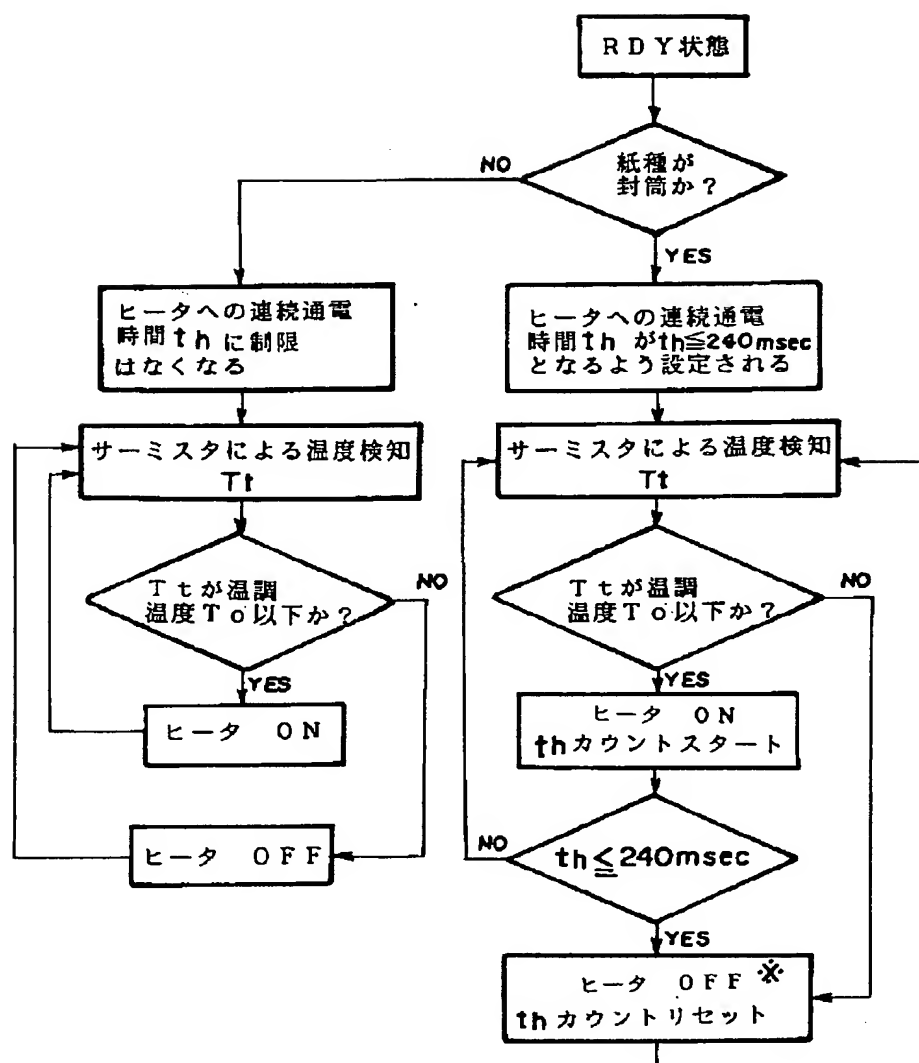 RDY状態
紙種が
封筒か?
NO
YES
ヒータへの連続通電
時間thに制限
はなくなる
ヒータへの連続通電
時間thがth≦240msec
となるよう設定される
サーミスタによる温度検知
Tt
サーミスタによる温度検知
Tt
Ttが温調
温度To以下か?
NO
YES
Ttが温調
温度To以下か?
NO
YES
ヒータ ON
ヒータ ON
thカウントスタート
ヒータ OFF
th≦240msec
NO
YES
ヒータ OFF※
thカウントリセット